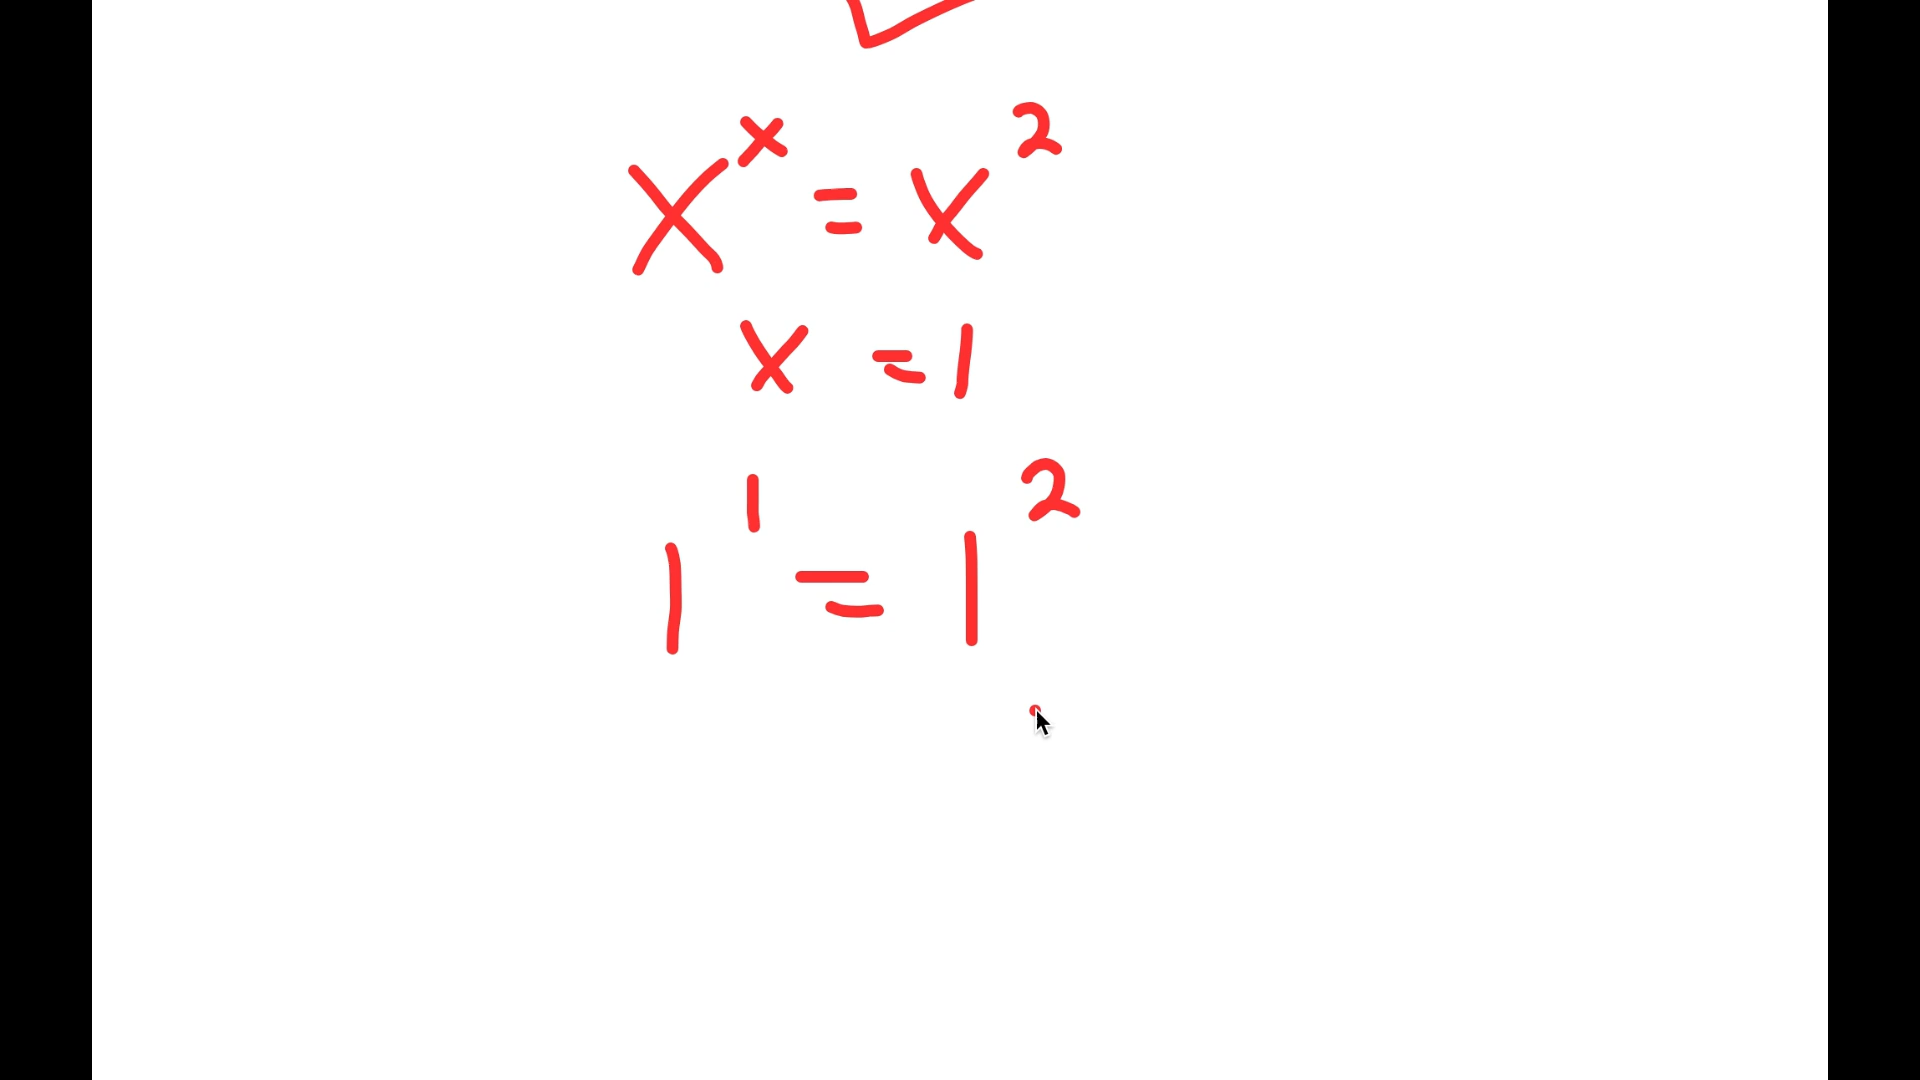 x^x = x^2
x = 1
1^1 = 1^2